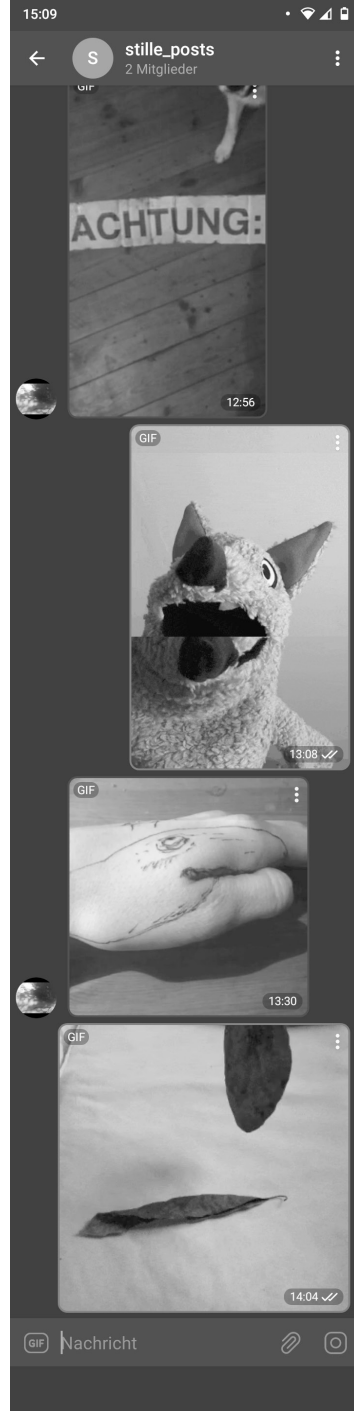 15:09
S
stille_posts
2 Mitglieder
GIF
ACHTUNG:
12:56
GIF
13:08
GIF
13:30
GIF
14:04
GIF
Nachricht